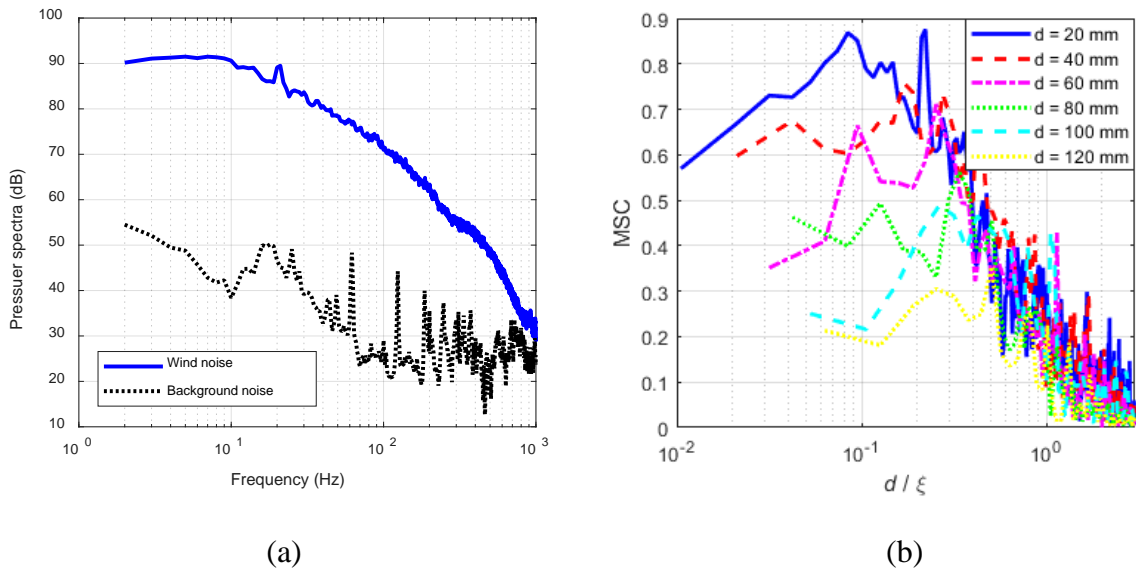 100
90
80
70
60
50
40
30
20
10
Pressuer spectra (dB)
Wind noise
Background noise
10 0
10 1
10 2
10 3
Frequency (Hz)
(a)
0.9
0.8
0.7
0.6
0.5
0.4
0.3
0.2
0.1
0
MSC
d = 20 mm
d = 40 mm
d = 60 mm
d = 80 mm
d = 100 mm
d = 120 mm
10-2
10-1
100
d / ξ
(b)